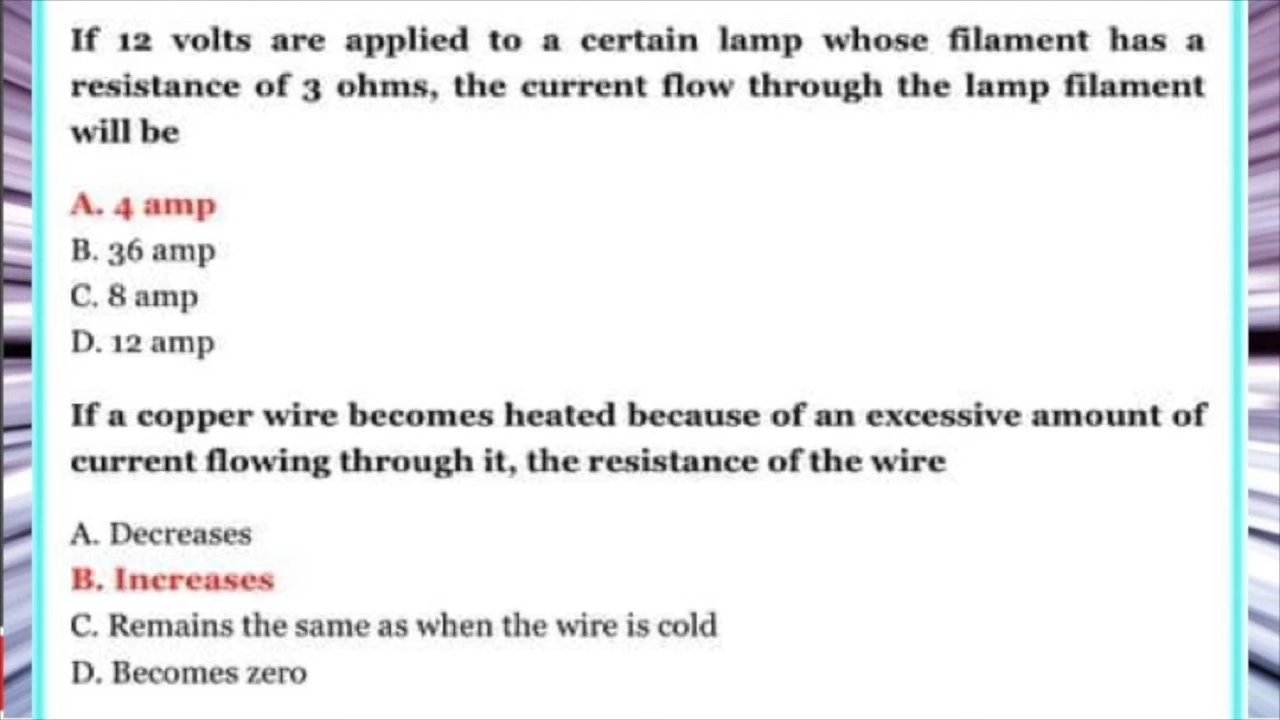 If 12 volts are applied to a certain lamp whose filament has a
resistance of 3 ohms, the current flow through the lamp filament
will be
A. 4 amp
B. 36 amp
C. 8 amp
D. 12 amp
If a copper wire becomes heated because of an excessive amount of
current flowing through it, the resistance of the wire
A. Decreases
B. Increases
C. Remains the same as when the wire is cold
D. Becomes zero